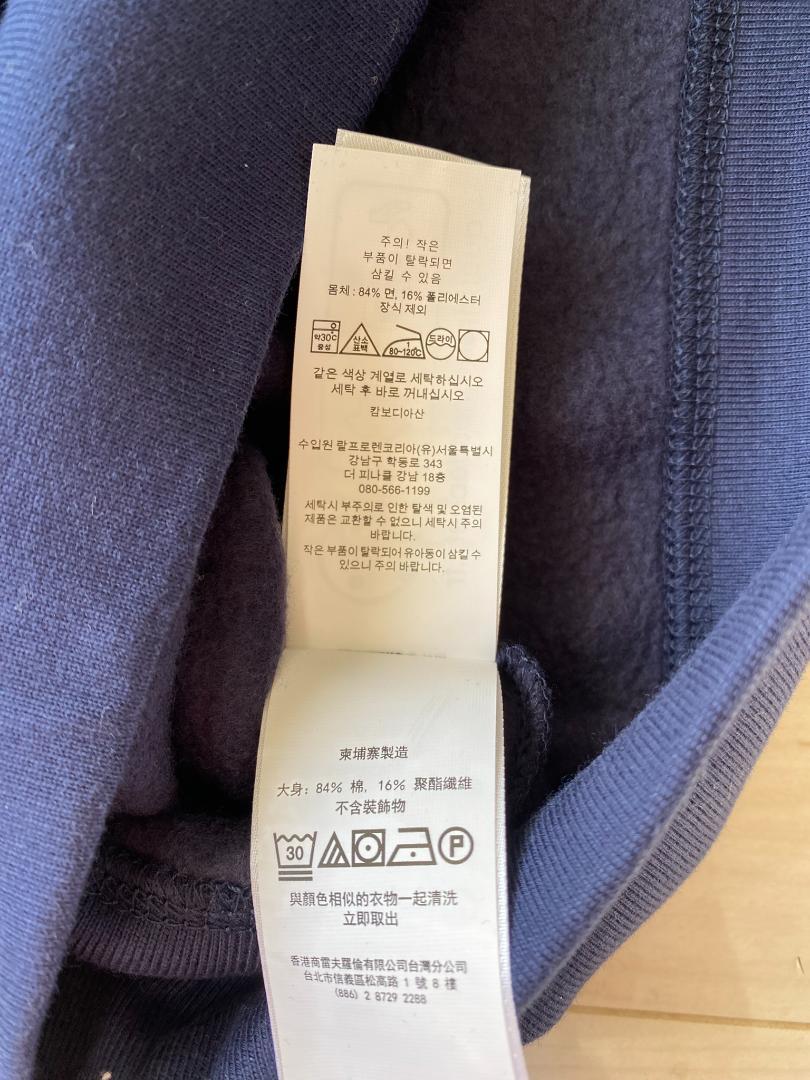 주의! 작은
부품이 탈락되면
삼킬 수 있음
몸체 : 84% 면, 16% 폴리에스터
장식 제외
약30℃
중성
산소
표백
1
80~120℃
드라이
같은 색상 계열로 세탁하십시오
세탁 후 바로 꺼내십시오
캄보디아산
수입원 랄프로렌코리아(유)서울특별시
강남구 학동로 343
더 피나클 강남 18층
080-566-1199
세탁시 부주의로 인한 탈색 및 오염된
제품은 교환할 수 없으니 세탁시 주의
바랍니다.
작은 부품이 탈락되어 유아동이 삼킬 수
있으니 주의 바랍니다.
柬埔寨製造
大身: 84% 棉, 16% 聚酯纖維
不含裝飾物
30
P
與顏色相似的衣物一起清洗
立即取出
香港商雷夫羅倫有限公司台灣分公司
台北市信義區松高路 1 號 8 樓
(886) 2 8729 2288